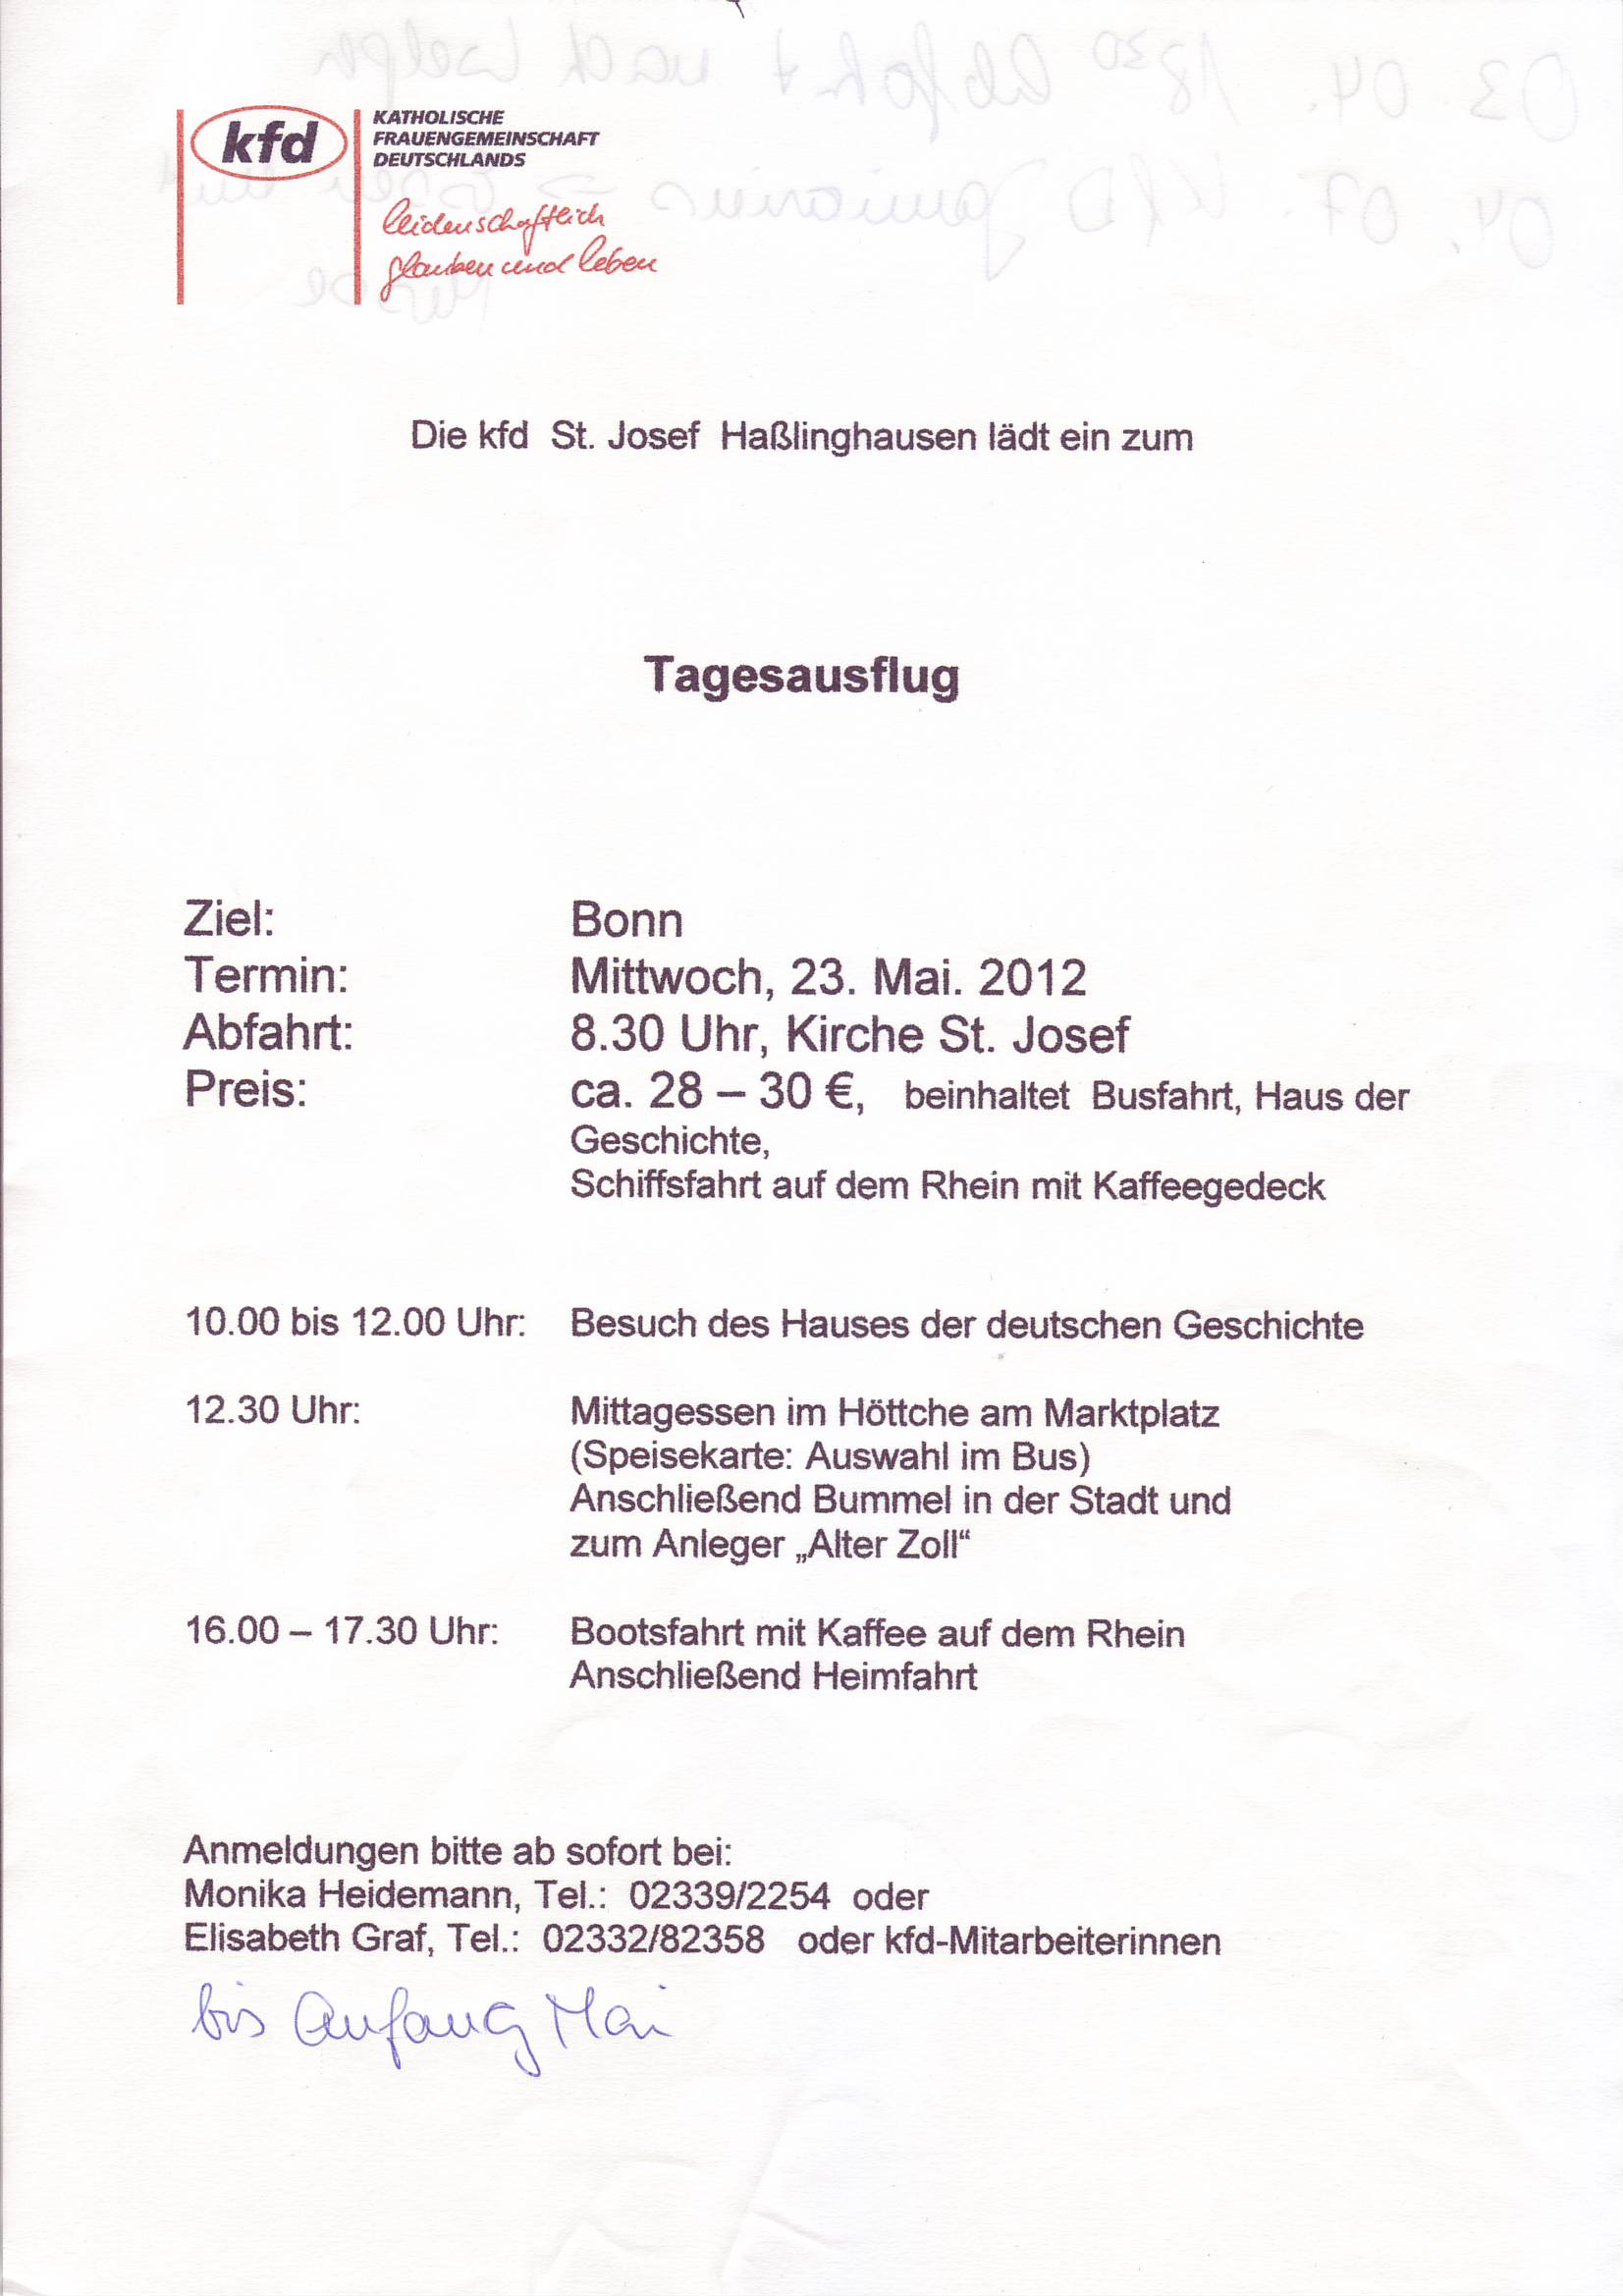 kfd
KATHOLISCHE
FRAUENGEMEINSCHAFT
DEUTSCHLANDS
leidenschaftlich
glauben und leben
Die kfd St. Josef Haßlinghausen lädt ein zum
Tagesausflug
Ziel: Bonn
Termin: Mittwoch, 23. Mai. 2012
Abfahrt: 8.30 Uhr, Kirche St. Josef
Preis: ca. 28 – 30 €, beinhaltet Busfahrt, Haus der
Geschichte,
Schiffsfahrt auf dem Rhein mit Kaffeegedeck
10.00 bis 12.00 Uhr: Besuch des Hauses der deutschen Geschichte
12.30 Uhr: Mittagessen im Höttche am Marktplatz
(Speisekarte: Auswahl im Bus)
Anschließend Bummel in der Stadt und
zum Anleger „Alter Zoll“
16.00 – 17.30 Uhr: Bootsfahrt mit Kaffee auf dem Rhein
Anschließend Heimfahrt
Anmeldungen bitte ab sofort bei:
Monika Heidemann, Tel.: 02339/2254 oder
Elisabeth Graf, Tel.: 02332/82358 oder kfd-Mitarbeiterinnen
bis Anfang Mai